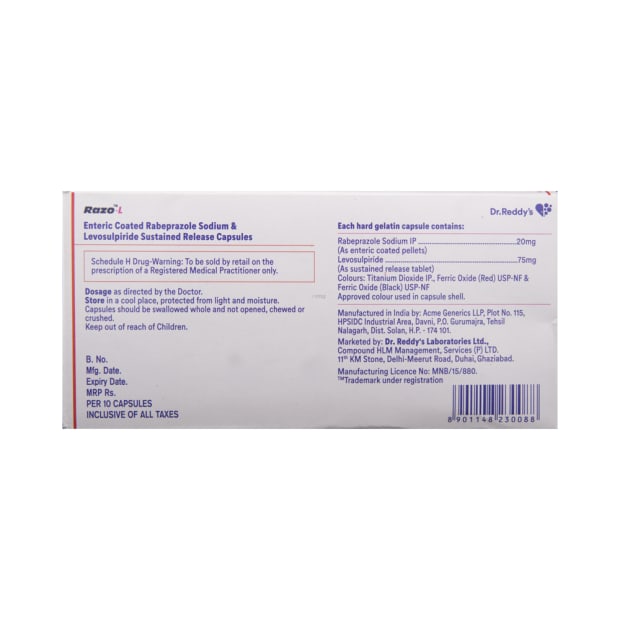 Razo™-L
Enteric Coated Rabeprazole Sodium &
Levosulpiride Sustained Release Capsules
Schedule H Drug-Warning: To be sold by retail on the
prescription of a Registered Medical Practitioner only.
Dosage as directed by the Doctor.
Store in a cool place, protected from light and moisture.
Capsules should be swallowed whole and not opened, chewed or
crushed.
Keep out of reach of Children.
B. No.
Mfg. Date.
Expiry Date.
MRP Rs.
PER 10 CAPSULES
INCLUSIVE OF ALL TAXES
Dr.Reddy's
Each hard gelatin capsule contains:
Rabeprazole Sodium IP ................................ 20mg
(As enteric coated pellets)
Levosulpiride ................................................ 75mg
(As sustained release tablet)
Colours: Titanium Dioxide IP., Ferric Oxide (Red) USP-NF &
Ferric Oxide (Black) USP-NF
Approved colour used in capsule shell.
Manufactured in India by: Acme Generics LLP, Plot No. 115,
HPSIDC Industrial Area, Davni, P.O. Gurumajra, Tehsil
Nalagarh, Dist. Solan, H.P. - 174 101.
Marketed by: Dr. Reddy's Laboratories Ltd.,
Compound HLM Management, Services (P) LTD.
11th KM Stone, Delhi-Meerut Road, Duhai, Ghaziabad.
Manufacturing Licence No: MNB/15/880.
™Trademark under registration
8 901148 230088